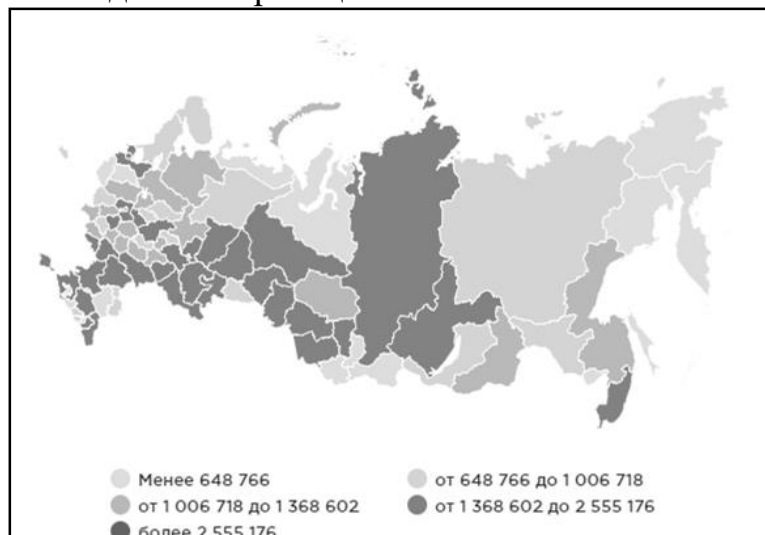 Менее 648 766
от 648 766 до 1 006 718
от 1 006 718 до 1 368 602
от 1 368 602 до 2 555 176
более 2 555 176